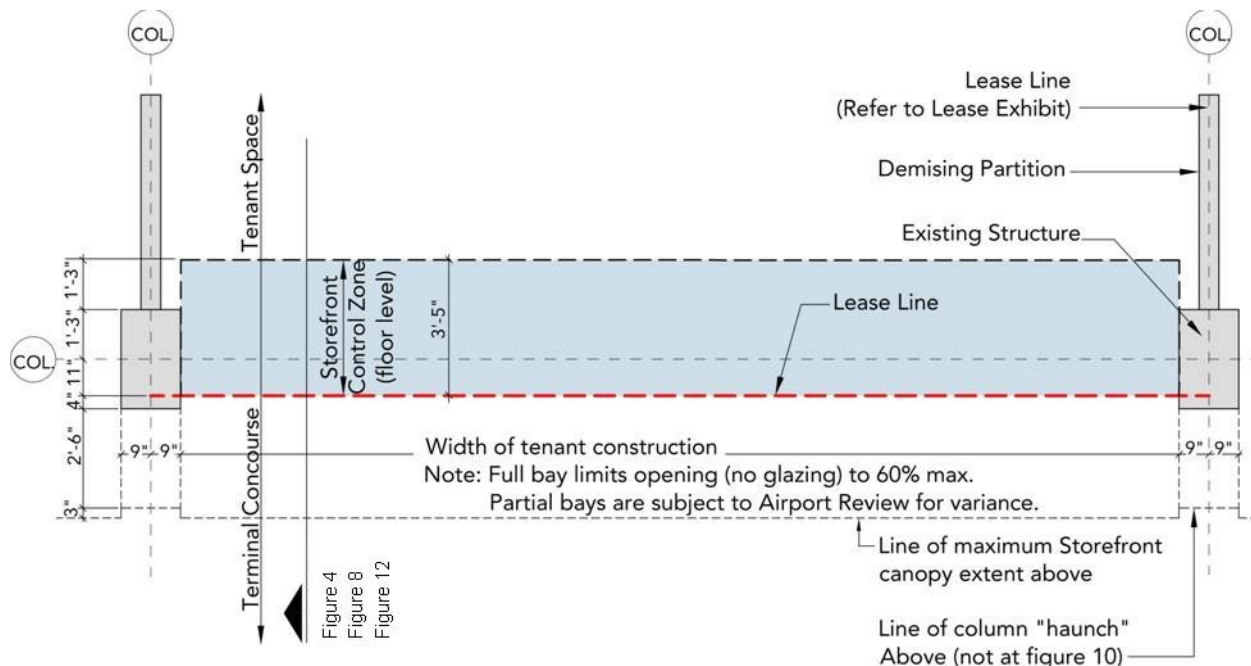 COL.
COL.
Lease Line
(Refer to Lease Exhibit)
Tenant Space
Demising Partition
Existing Structure
1'-3"
1'-3"
11"
4"
2'-6"
3"
COL.
Storefront
Control Zone
(floor level)
3'-5"
Lease Line
9"
9"
9"
9"
Width of tenant construction
Note: Full bay limits opening (no glazing) to 60% max.
Partial bays are subject to Airport Review for variance.
Terminal Concourse
Figure 4
Figure 8
Figure 12
Line of maximum Storefront
canopy extent above
Line of column "haunch"
Above (not at figure 10)